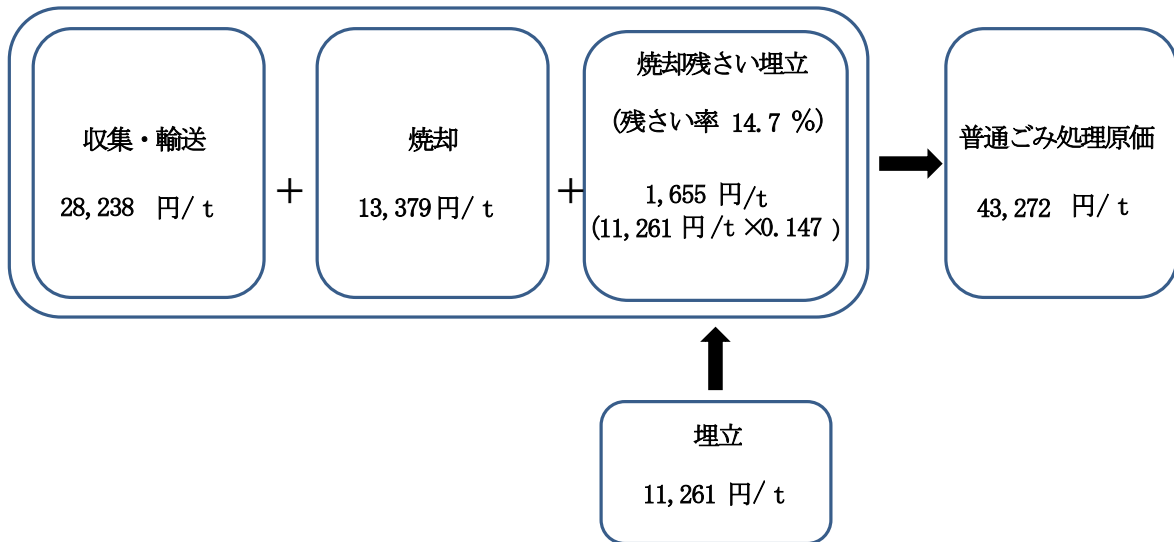 収集・輸送
28,238 円/ t
+
焼却
13,379円/ t
+
焼却残さい埋立
(残さい率 14.7 %)
1,655 円/t
(11,261 円/t ×0.147 )
普通ごみ処理原価
43,272 円/ t
埋立
11,261 円/ t